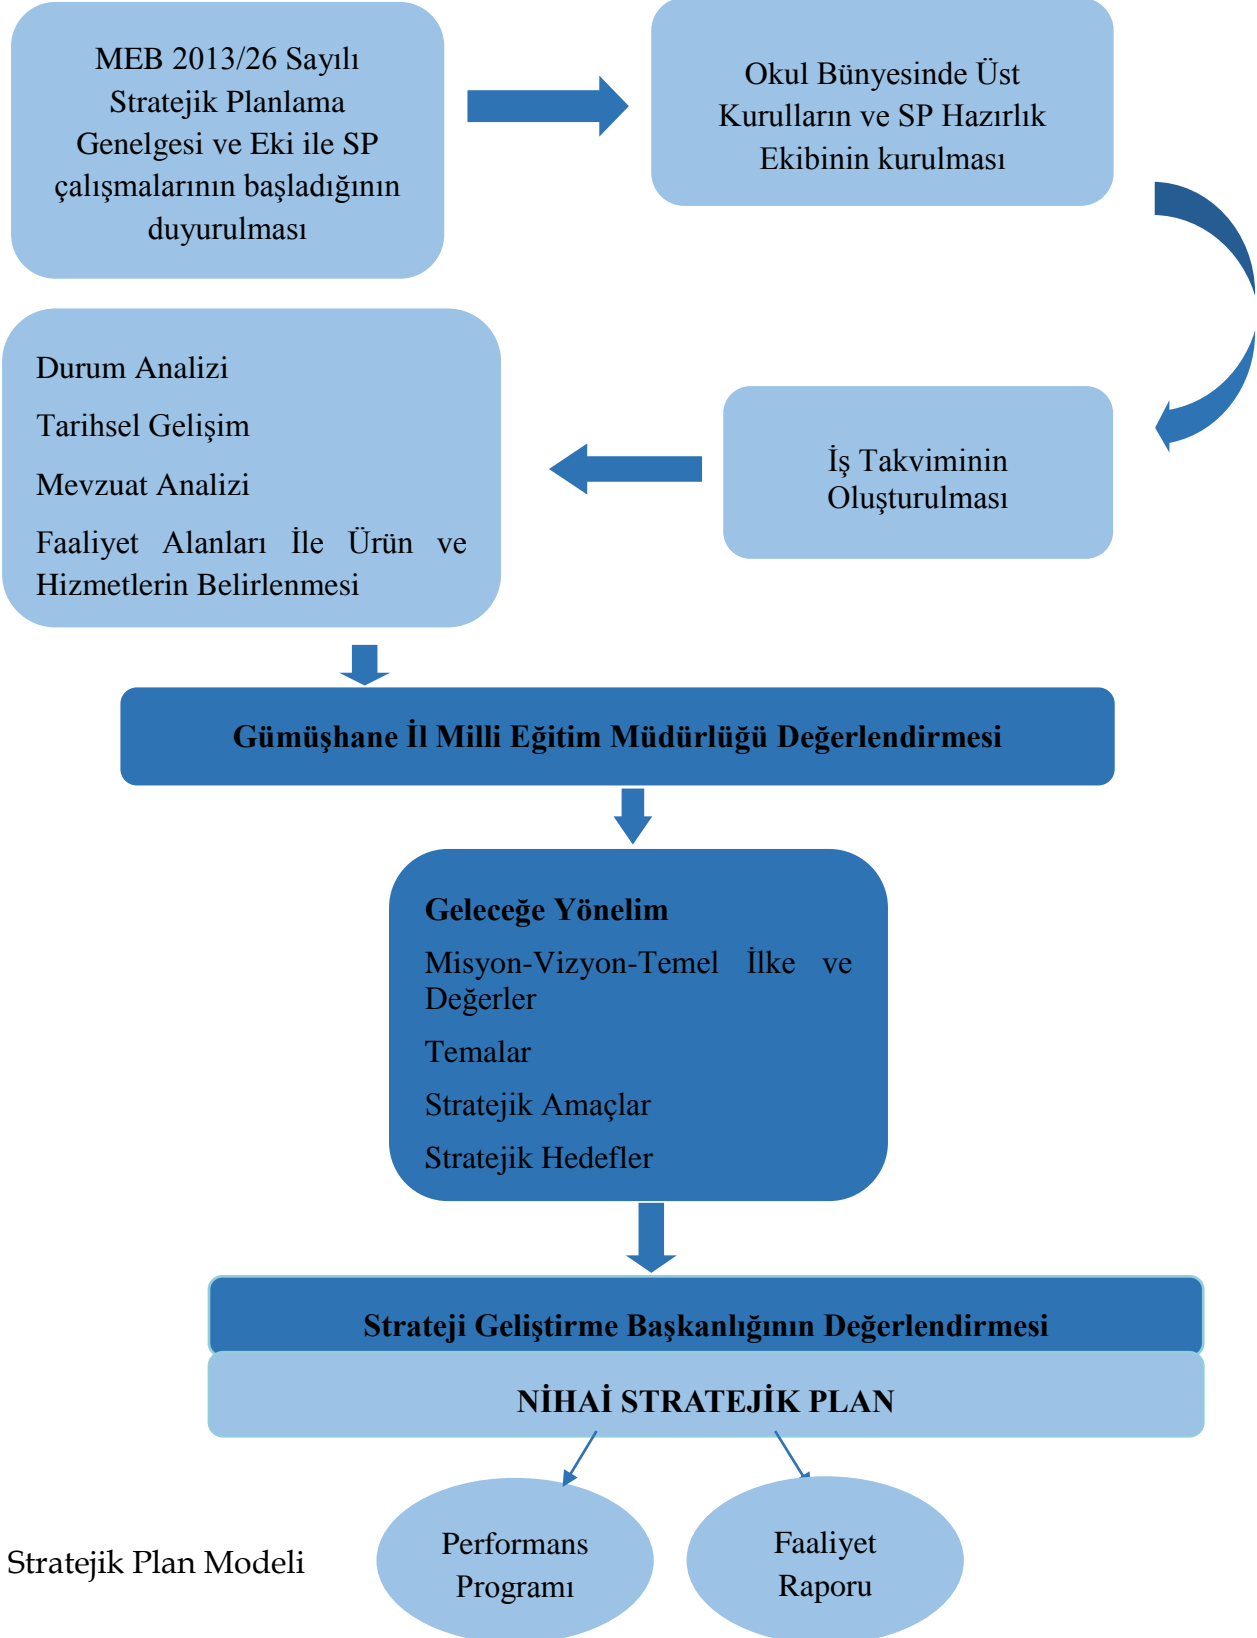 MEB 2013/26 Sayılı
Stratejik Planlama
Genelgesi ve Eki ile SP
çalışmalarının başladığının
duyurulması
Okul Bünyesinde Üst
Kurulların ve SP Hazırlık
Ekibinin kurulması
İş Takviminin
Oluşturulması
Durum Analizi
Tarihsel Gelişim
Mevzuat Analizi
Faaliyet Alanları İle Ürün ve
Hizmetlerin Belirlenmesi
Gümüşhane İl Milli Eğitim Müdürlüğü Değerlendirmesi
Geleceğe Yönelim
Misyon-Vizyon-Temel İlke ve
Değerler
Temalar
Stratejik Amaçlar
Stratejik Hedefler
Strateji Geliştirme Başkanlığının Değerlendirmesi
NİHAİ STRATEJİK PLAN
Performans
Programı
Faaliyet
Raporu
Stratejik Plan Modeli